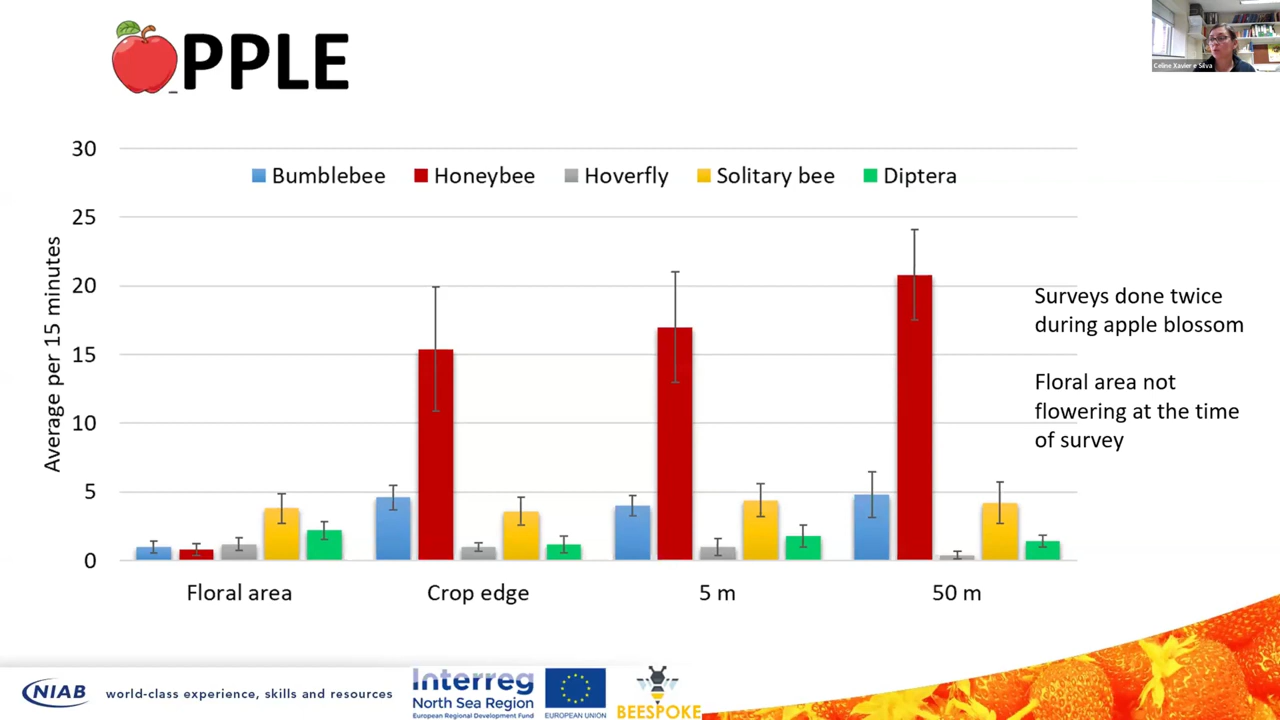 PPLE
Celine Xavier e Silva
30
Bumblebee Honeybee Hoverfly Solitary bee Diptera
25
20
15
10
5
0
Average per 15 minutes
Floral area Crop edge 5 m 50 m
Surveys done twice
during apple blossom
Floral area not
flowering at the time
of survey
NIAB
world-class experience, skills and resources
Interreg
North Sea Region
European Regional Development Fund
EUROPEAN UNION
BEESPOKE